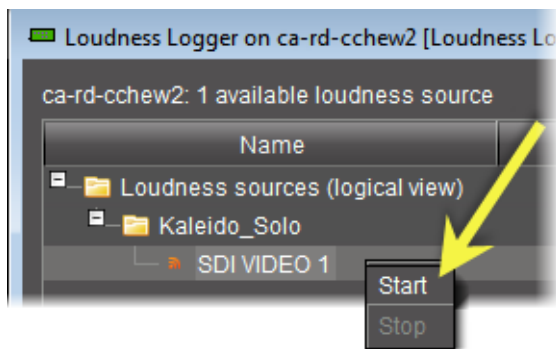 Loudness Logger on ca-rd-cchew2 [Loudness Lo
ca-rd-cchew2: 1 available loudness source
Name
Loudness sources (logical view)
Kaleido_Solo
SDI VIDEO 1
Start
Stop